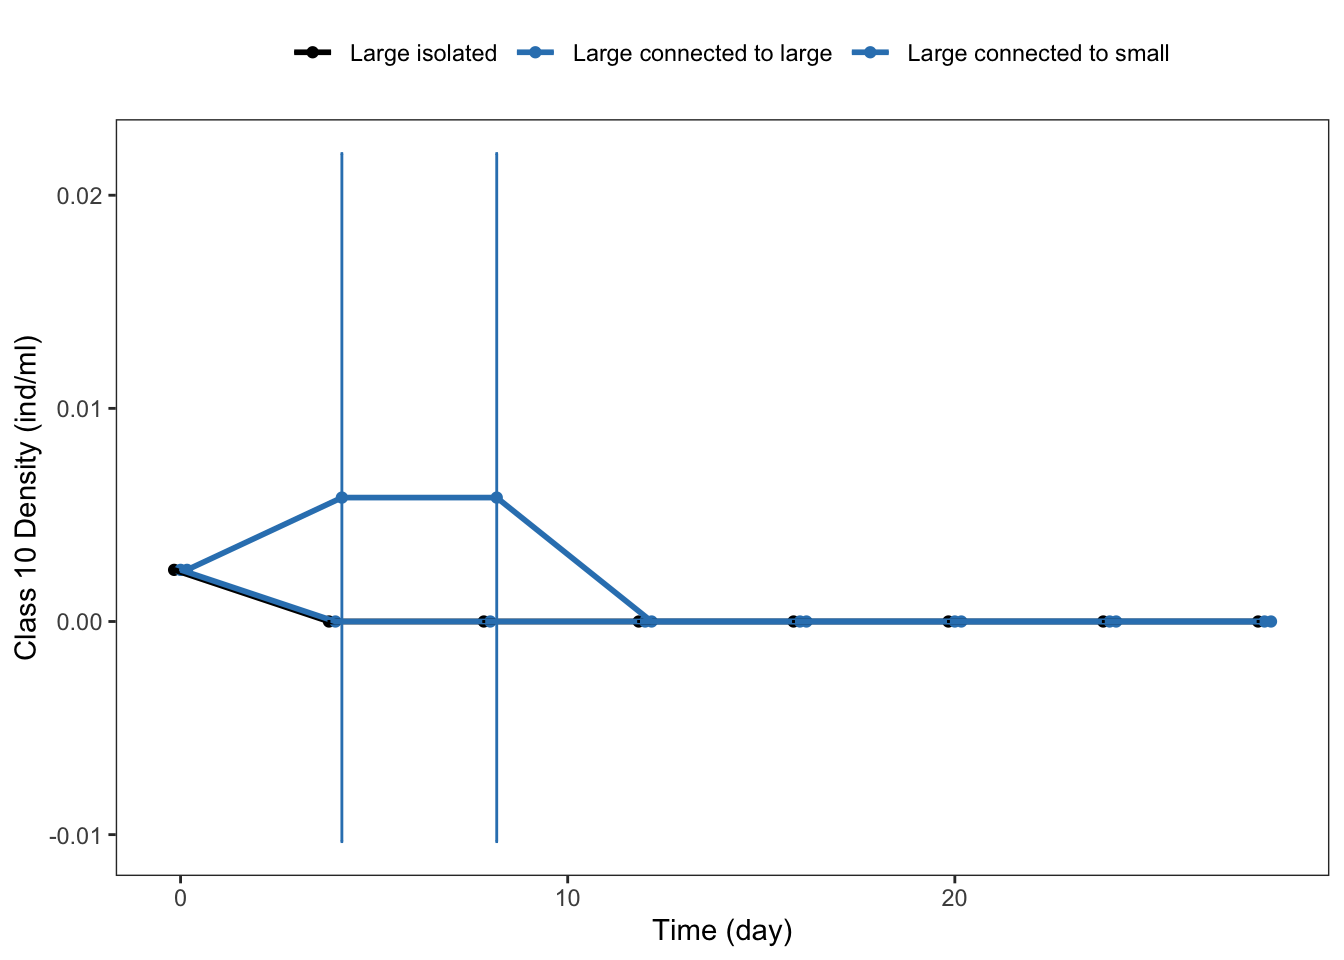 Large isolated Large connected to large Large connected to small
Class 10 Density (ind/ml)
0.02
0.01
0.00
-0.01
0 10 20
Time (day)